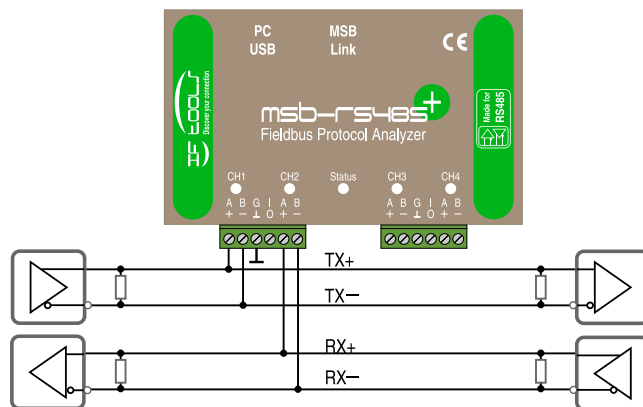 PC USB
MSB Link
CE
IFTOOLS
Discover your connection
msb-rs485+
Fieldbus Protocol Analyzer
Made for RS485
CH1 CH2 Status CH3 CH4
A B G I A B A B G I A B
+ − ⊥ O + − + − ⊥ O + −
TX+
TX−
RX+
RX−